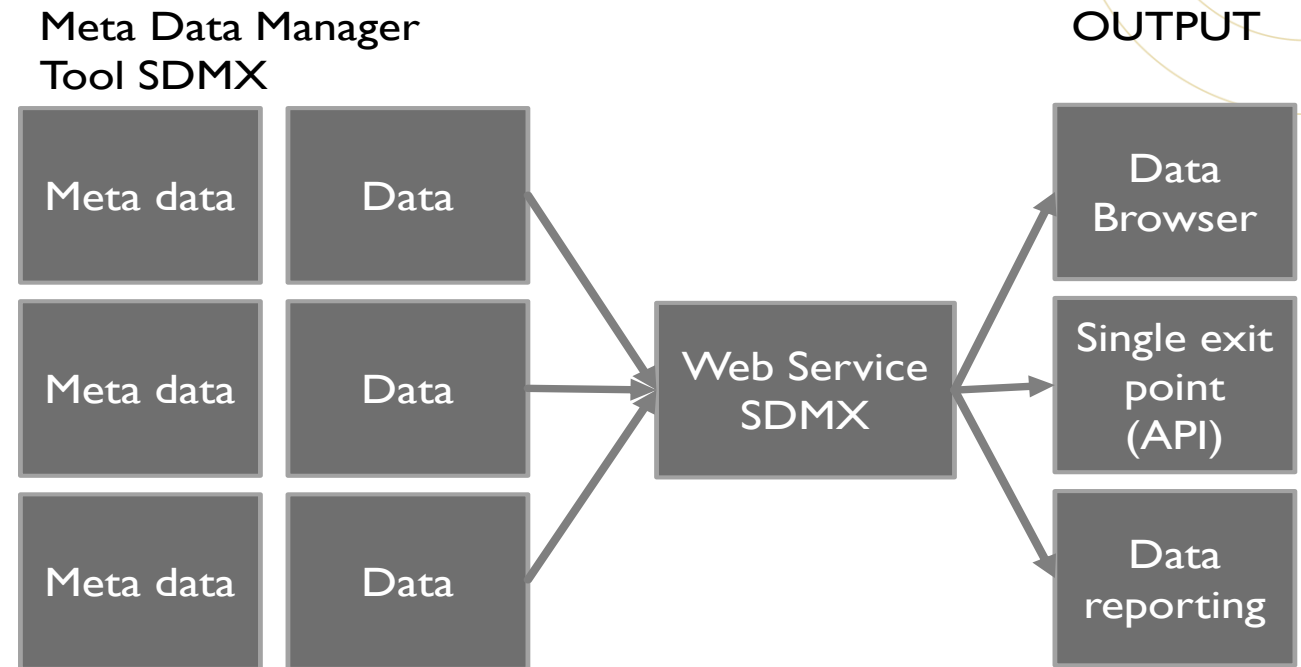 Meta Data Manager
Tool SDMX
OUTPUT
Meta data
Data
Meta data
Data
Meta data
Data
Web Service
SDMX
Data
Browser
Single exit
point
(API)
Data
reporting